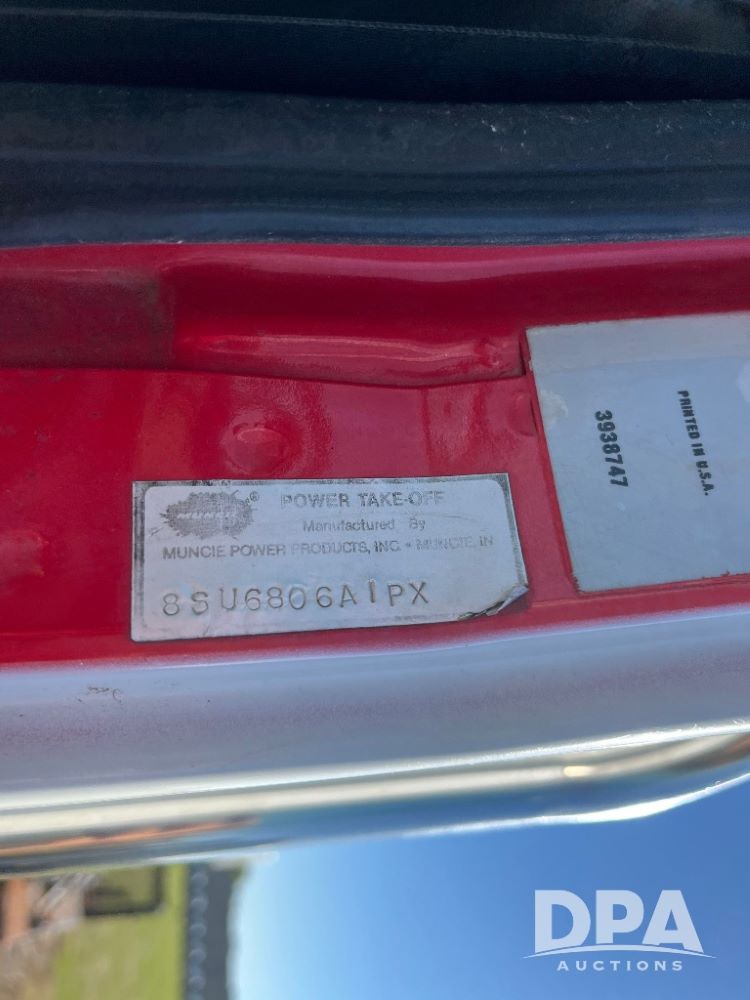 ® POWER TAKE-OFF
Manufactured By
MUNCIE POWER PRODUCTS, INC. • MUNCIE, IN
8SU6806A1PX
PRINTED IN U.S.A.
3938747
DPA
AUCTIONS